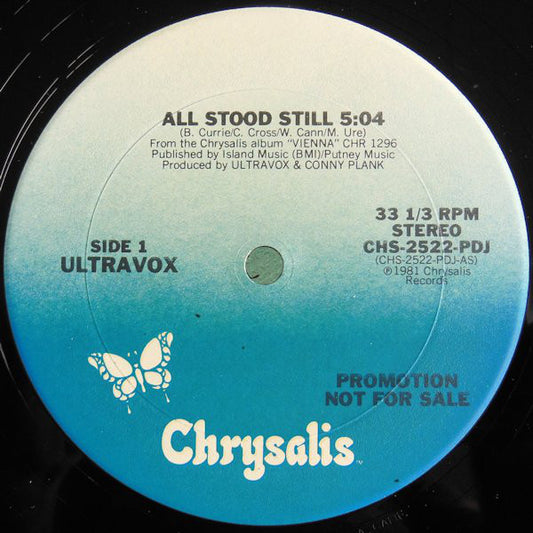 ALL STOOD STILL 5:04
(B. Currie/C. Cross/W. Cann/M. Ure)
From the Chrysalis album "VIENNA" CHR 1296
Published by Island Music (BMI)/Putney Music
Produced by ULTRAVOX & CONNY PLANK
SIDE 1
ULTRAVOX
33 1/3 RPM
STEREO
CHS-2522-PDJ
(CHS-2522-PDJ-AS)
℗1981 Chrysalis
Records
PROMOTION
NOT FOR SALE
Chrysalis